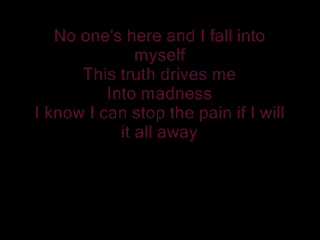 No one's here and I fall into
myself
This truth drives me
Into madness
I know I can stop the pain if I will
it all away